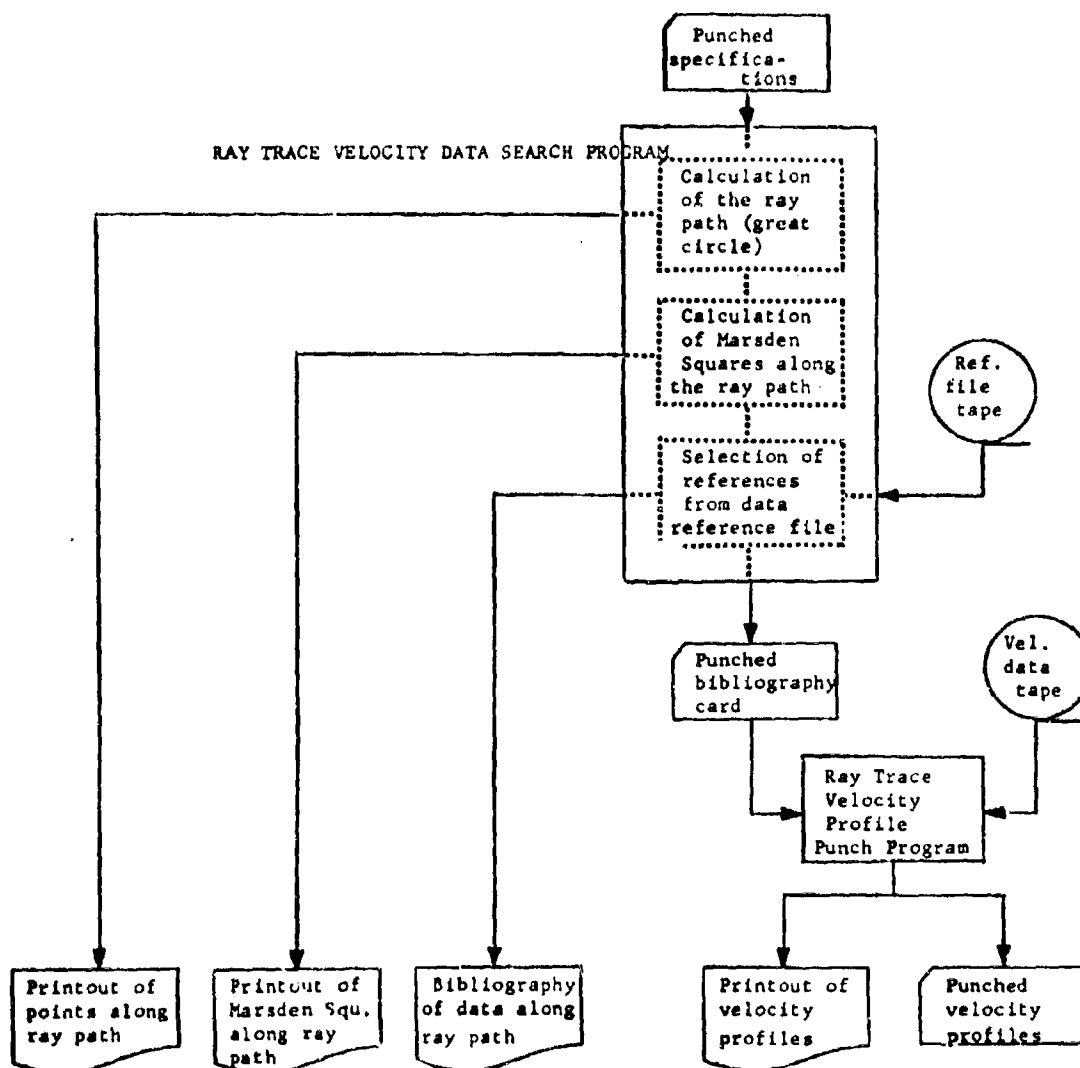 Punched
specifica-
tions
RAY TRACE VELOCITY DATA SEARCH PROGRAM
Calculation
of the ray
path (great
circle)
Calculation
of Marsden
Squares along
the ray path
Ref.
file
tape
Selection of
references
from data
reference file
Punched
bibliography
card
Vel.
data
tape
Ray Trace
Velocity
Profile
Punch Program
Printout of
points along
ray path
Printout of
Marsden Squ.
along ray
path
Bibliography
of data along
ray path
Printout of
velocity
profiles
Punched
velocity
profiles